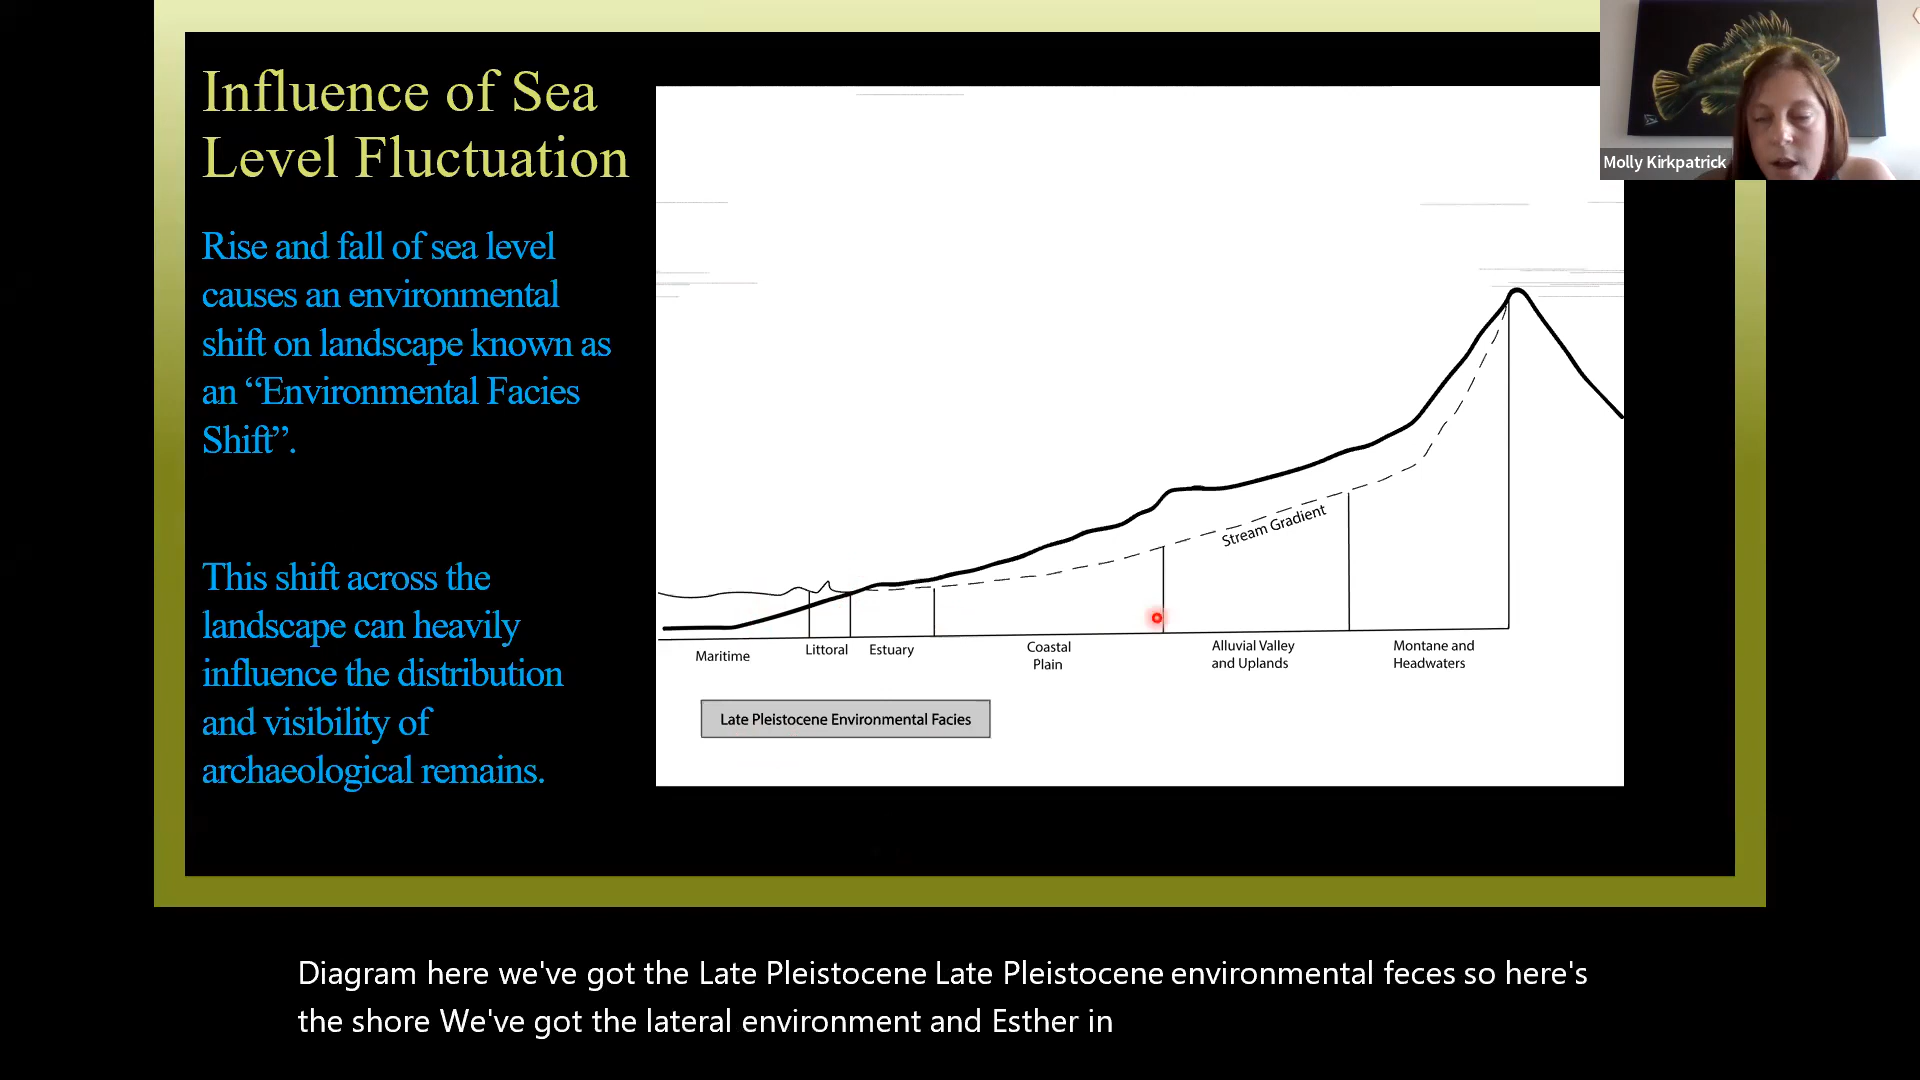 Influence of Sea
Level Fluctuation
Rise and fall of sea level
causes an environmental
shift on landscape known as
an “Environmental Facies
Shift”.
This shift across the
landscape can heavily
influence the distribution
and visibility of
archaeological remains.
Stream Gradient
Maritime
Littoral
Estuary
Coastal
Plain
Alluvial Valley
and Uplands
Montane and
Headwaters
Late Pleistocene Environmental Facies
Molly Kirkpatrick
Diagram here we've got the Late Pleistocene Late Pleistocene environmental feces so here's
the shore We've got the lateral environment and Esther in